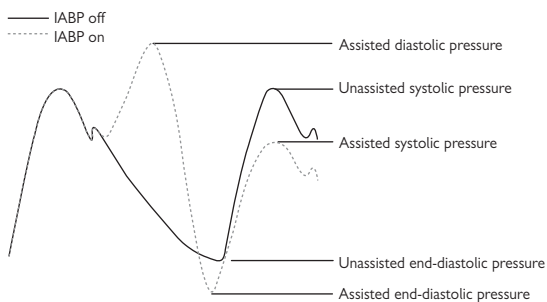 IABP off
IABP on
Assisted diastolic pressure
Unassisted systolic pressure
Assisted systolic pressure
Unassisted end-diastolic pressure
Assisted end-diastolic pressure